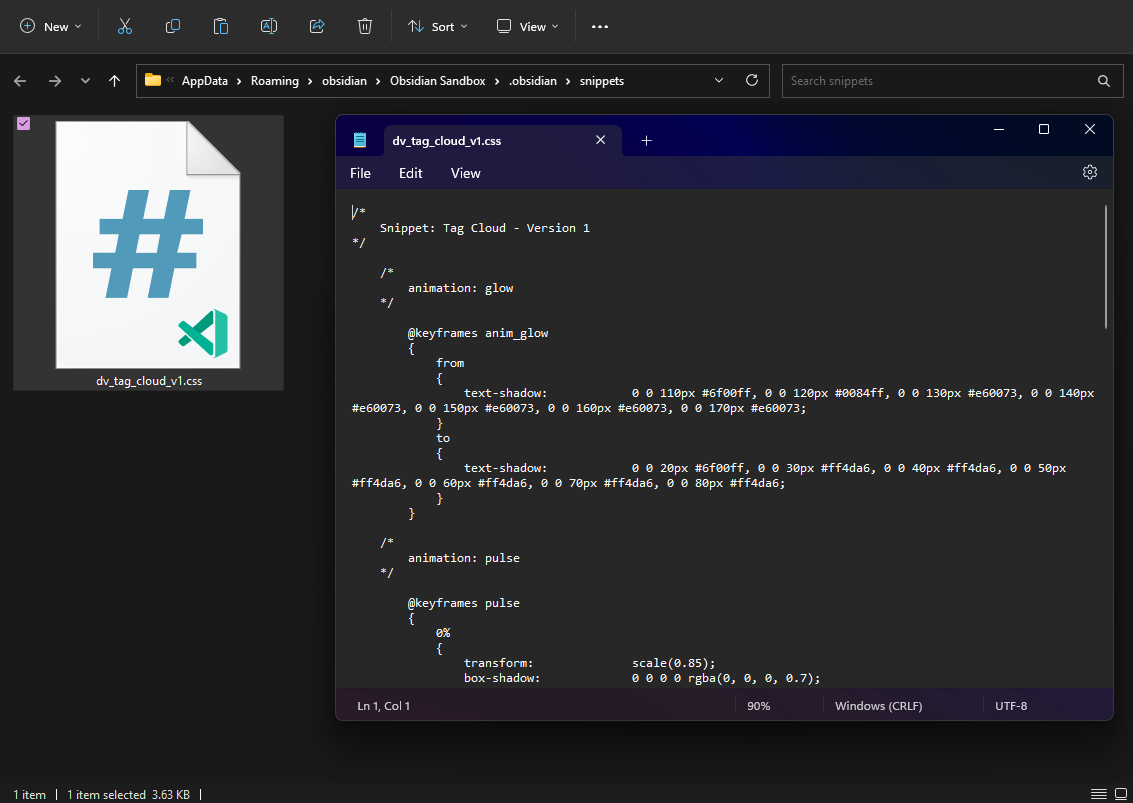 New
Sort
View
AppData › Roaming › obsidian › Obsidian Sandbox › .obsidian › snippets
Search snippets
dv_tag_cloud_v1.css
dv_tag_cloud_v1.css
File Edit View
/*
    Snippet: Tag Cloud - Version 1
*/
    /*
        animation: glow
    */
        @keyframes anim_glow
        {
            from
            {
                text-shadow:            0 0 110px #6f00ff, 0 0 120px #0084ff, 0 0 130px #e60073, 0 0 140px
#e60073, 0 0 150px #e60073, 0 0 160px #e60073, 0 0 170px #e60073;
            }
            to
            {
                text-shadow:            0 0 20px #6f00ff, 0 0 30px #ff4da6, 0 0 40px #ff4da6, 0 0 50px
#ff4da6, 0 0 60px #ff4da6, 0 0 70px #ff4da6, 0 0 80px #ff4da6;
            }
        }
    /*
        animation: pulse
    */
        @keyframes pulse
        {
            0%
            {
                transform:              scale(0.85);
                box-shadow:             0 0 0 0 rgba(0, 0, 0, 0.7);
Ln 1, Col 1
90%
Windows (CRLF)
UTF-8
1 item | 1 item selected 3.63 KB |